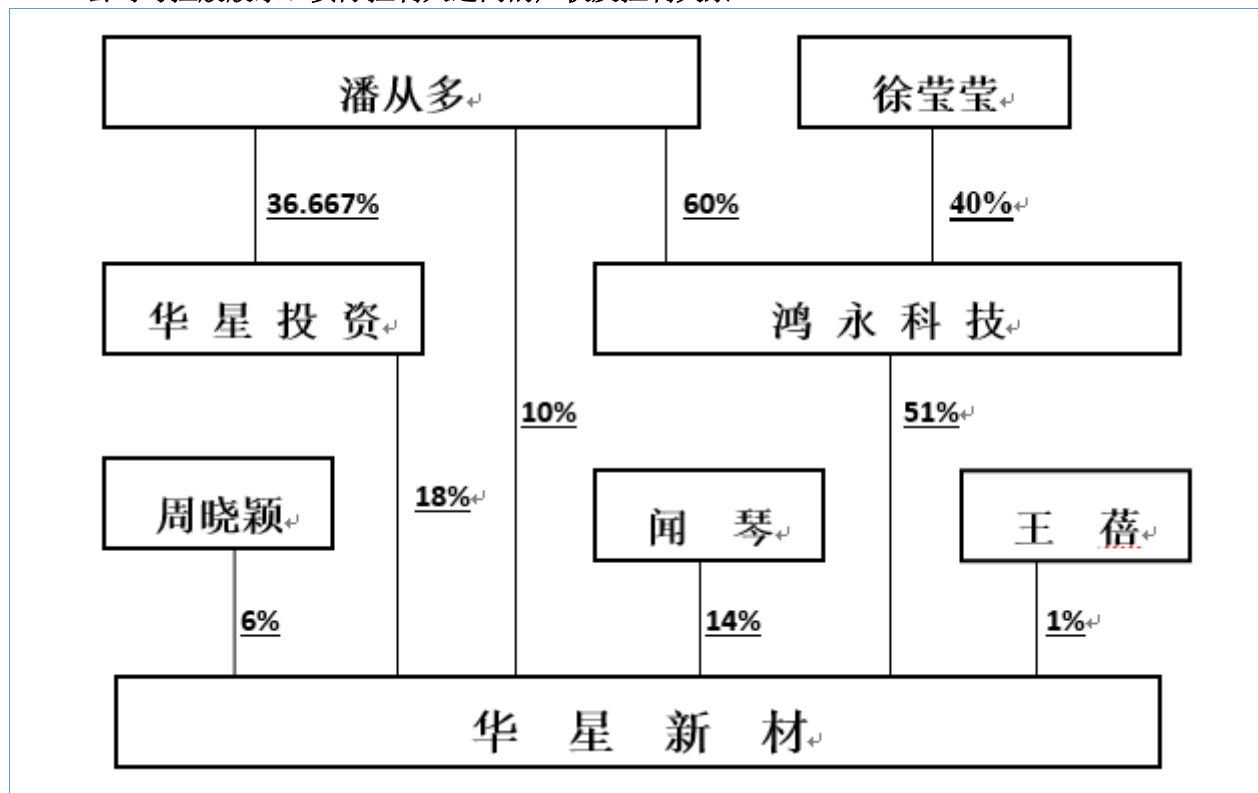 潘从多
徐莹莹
36.667%
60%
40%
华 星 投 资
鸿 永 科 技
10%
51%
18%
周晓颖
闻 琴
王 蓓
6%
14%
1%
华 星 新 材